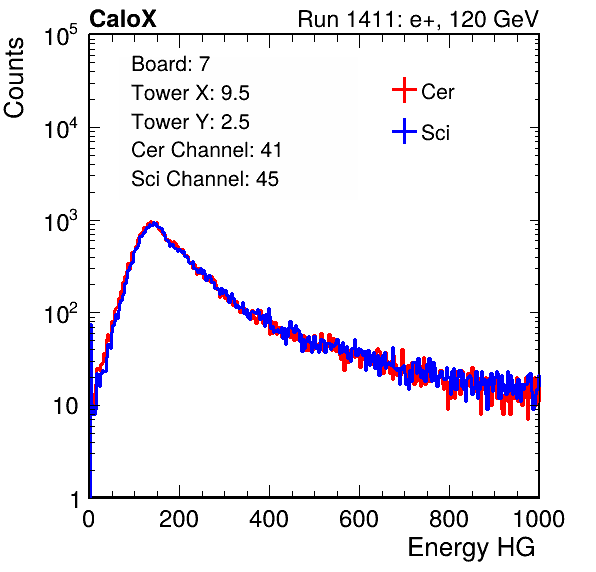 CaloX Run 1411: e+, 120 GeV
Counts
10^5
10^4
10^3
10^2
10
1
Board: 7
Tower X: 9.5
Tower Y: 2.5
Cer Channel: 41
Sci Channel: 45
Cer
Sci
0 200 400 600 800 1000
Energy HG